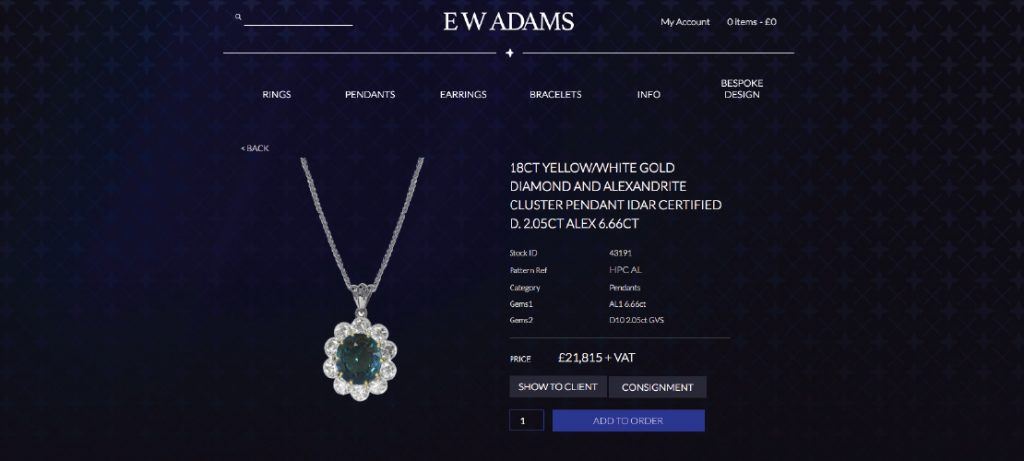 E W ADAMS
My Account 0 items - £0
RINGS PENDANTS EARRINGS BRACELETS INFO BESPOKE
DESIGN
< BACK
18CT YELLOW/WHITE GOLD
DIAMOND AND ALEXANDRITE
CLUSTER PENDANT IDAR CERTIFIED
D. 2.05CT ALEX 6.66CT
Stock ID 43191
Pattern Ref HPC AL
Category Pendants
Gems1 AL1 6.66ct
Gems2 D10 2.05ct GVS
PRICE £21,815 + VAT
SHOW TO CLIENT CONSIGNMENT
1 ADD TO ORDER